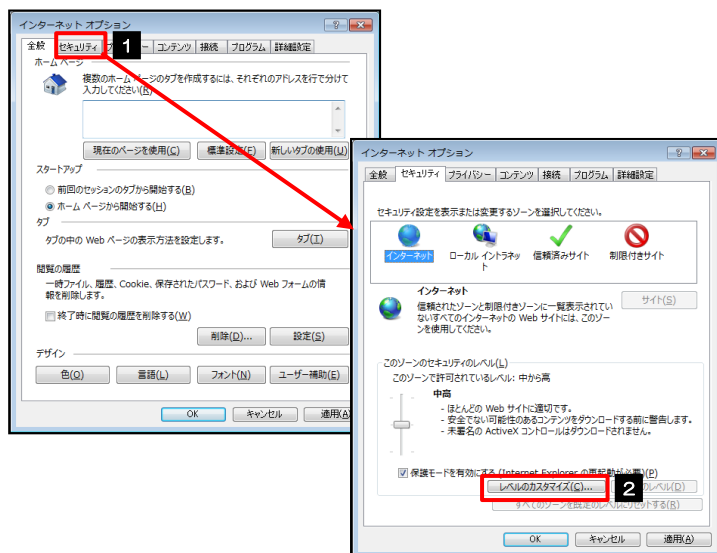 インターネット オプション
全般 セキュリティ 1 ー コンテンツ 接続 プログラム 詳細設定
ホーム ページ
複数のホーム ページのタブを作成するには、それぞれのアドレスを行で分けて
入力してください(R)
現在のページを使用(C) 標準設定(F) 新しいタブの使用(U)
スタートアップ
前回のセッションのタブから開始する(B)
ホーム ページから開始する(H)
タブ
タブの中の Web ページの表示方法を設定します。 タブ(T)
閲覧の履歴
一時ファイル、履歴、Cookie、保存されたパスワード、および Web フォームの情
報を削除します。
終了時に閲覧の履歴を削除する(W)
削除(D)... 設定(S)
デザイン
色(O) 言語(L) フォント(N) ユーザー補助(E)
OK キャンセル 適用(A)
インターネット オプション
全般 セキュリティ プライバシー コンテンツ 接続 プログラム 詳細設定
セキュリティ設定を表示または変更するゾーンを選択してください。
インターネット ローカル イントラネッ 信頼済みサイト 制限付きサイト
ト
インターネット
信頼されたゾーンと制限付きゾーンに一覧表示されてい サイト(S)
ないすべてのインターネットの Web サイトには、このゾー
ンを使用してください。
このゾーンのセキュリティのレベル(L)
このゾーンで許可されているレベル: 中から高
中高
- ほとんどの Web サイトに適切です。
- 安全でない可能性のあるコンテンツをダウンロードする前に警告します。
- 未署名の ActiveX コントロールはダウンロードされません。
保護モードを有効にする (Internet Explorer の再起動が必要)(P)
レベルのカスタマイズ(C)... 2 のレベル(D)
すべてのゾーンを既定のレベルにリセットする(R)
OK キャンセル 適用(A)